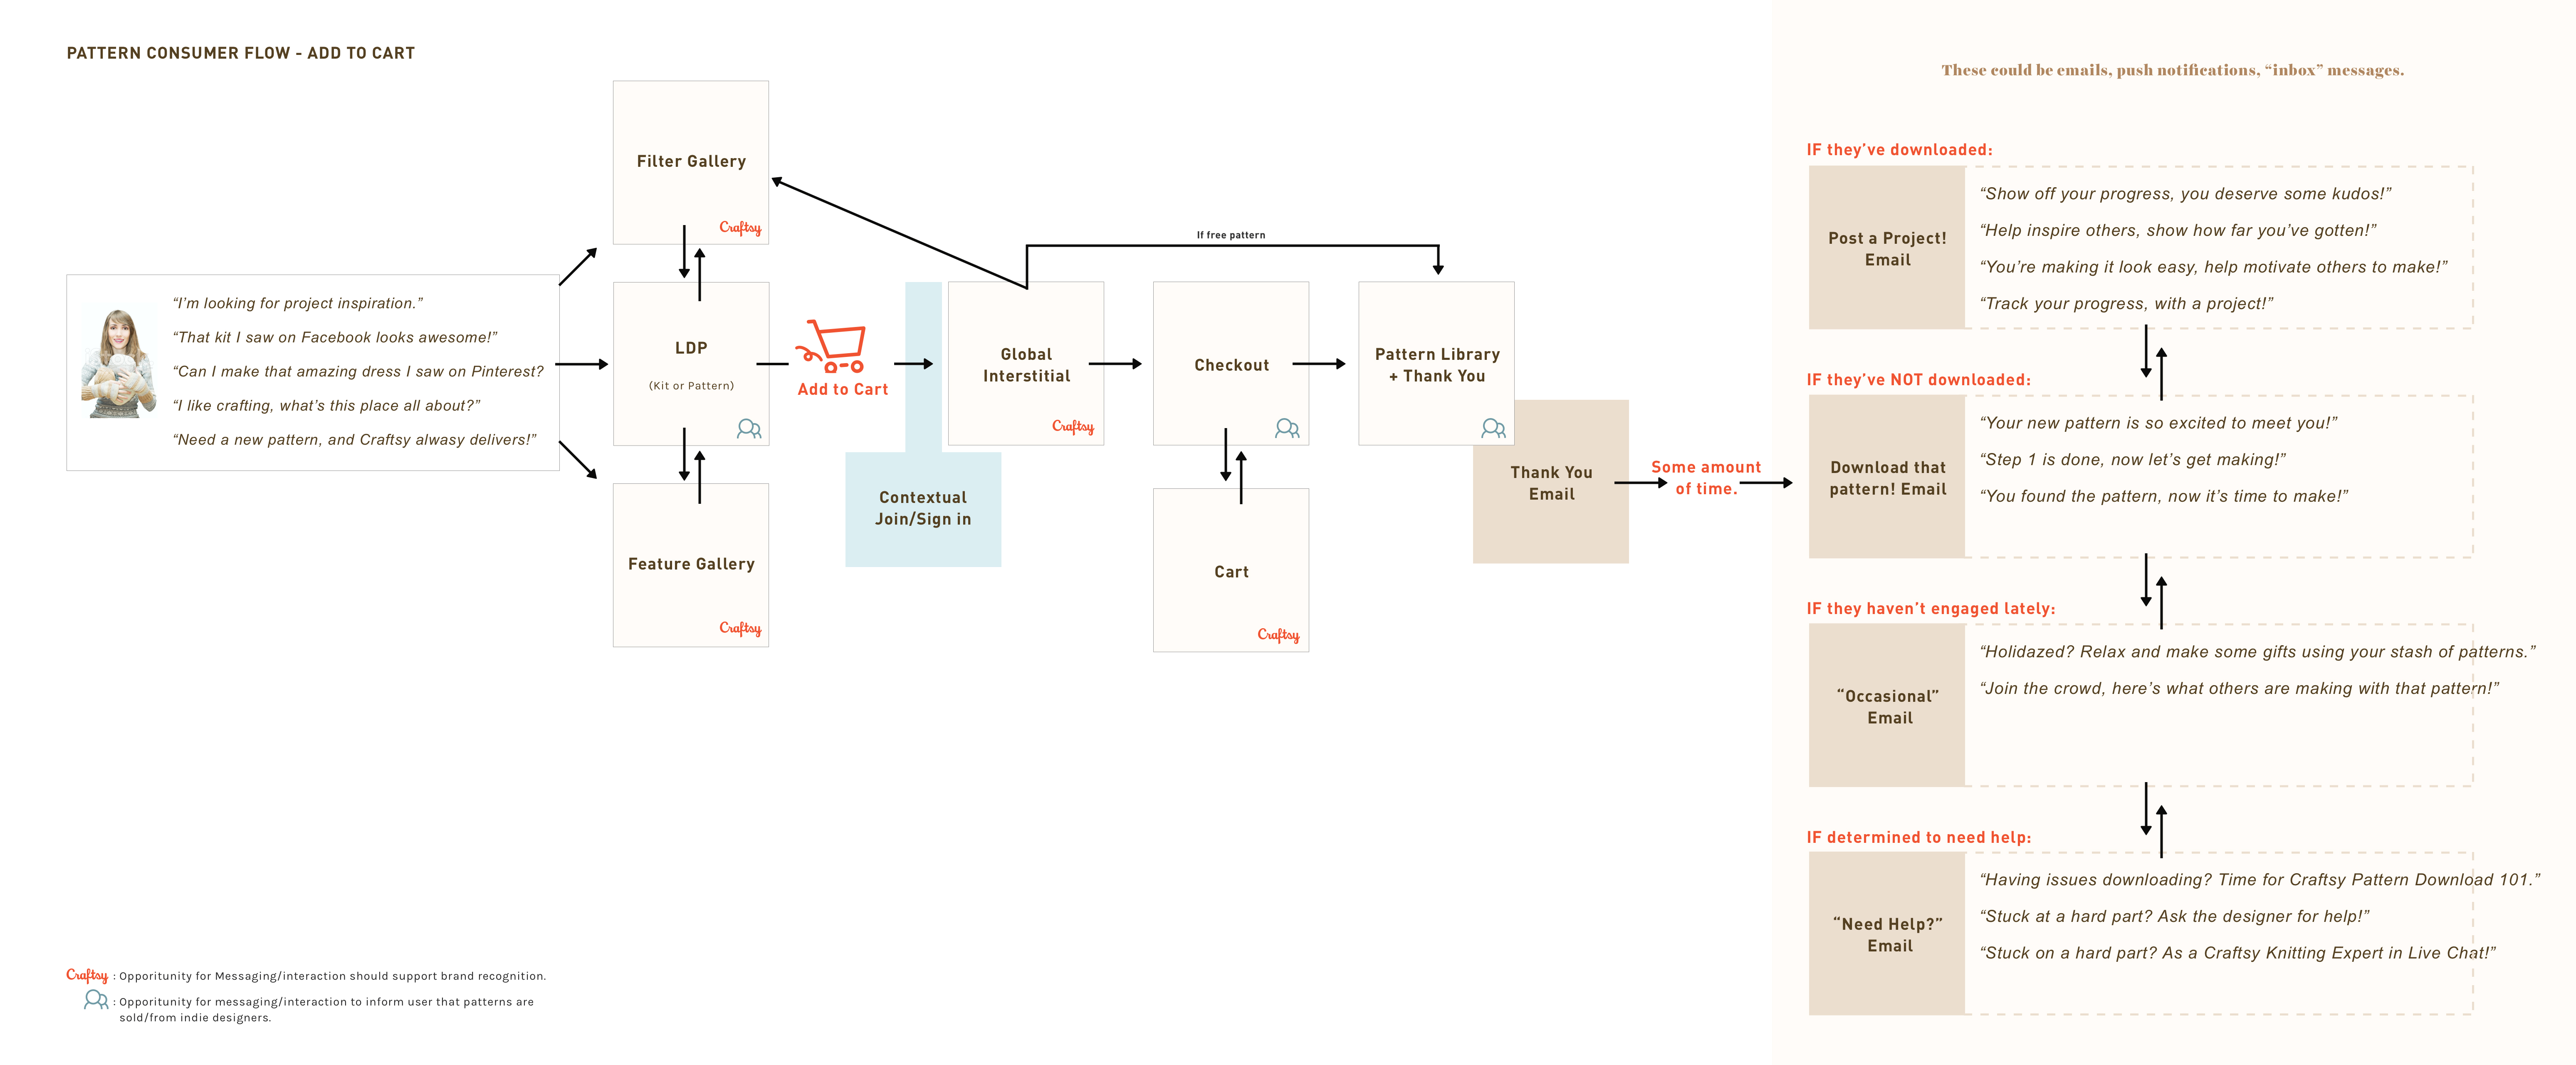 PATTERN CONSUMER FLOW - ADD TO CART
These could be emails, push notifications, “inbox” messages.
Filter Gallery
Craftsy
“I’m looking for project inspiration.”
“That kit I saw on Facebook looks awesome!”
“Can I make that amazing dress I saw on Pinterest?
“I like crafting, what’s this place all about?”
“Need a new pattern, and Craftsy alwasy delivers!”
LDP
(Kit or Pattern)
Feature Gallery
Craftsy
Add to Cart
Contextual
Join/Sign in
Global
Interstitial
Craftsy
If free pattern
Checkout
Cart
Craftsy
Pattern Library
+ Thank You
Thank You
Email
Some amount
of time.
IF they’ve downloaded:
Post a Project!
Email
“Show off your progress, you deserve some kudos!”
“Help inspire others, show how far you’ve gotten!”
“You’re making it look easy, help motivate others to make!”
“Track your progress, with a project!”
IF they’ve NOT downloaded:
Download that
pattern! Email
“Your new pattern is so excited to meet you!”
“Step 1 is done, now let’s get making!”
“You found the pattern, now it’s time to make!”
IF they haven’t engaged lately:
“Occasional”
Email
“Holidazed? Relax and make some gifts using your stash of patterns.”
“Join the crowd, here’s what others are making with that pattern!”
IF determined to need help:
“Need Help?”
Email
“Having issues downloading? Time for Craftsy Pattern Download 101.”
“Stuck at a hard part? Ask the designer for help!”
“Stuck on a hard part? As a Craftsy Knitting Expert in Live Chat!”
Craftsy : Opporitunity for Messaging/interaction should support brand recognition.
: Opporitunity for messaging/interaction to inform user that patterns are
sold/from indie designers.